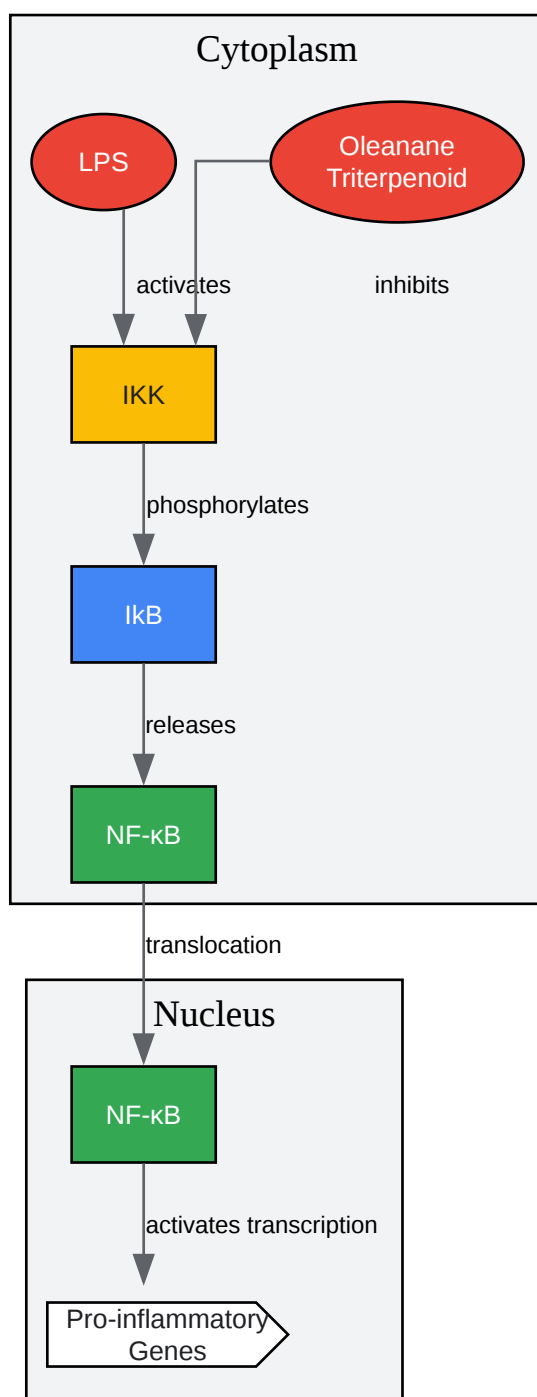 Cytoplasm
LPS
Oleanane
Triterpenoid
activates
inhibits
IKK
phosphorylates
IkB
releases
NF-κB
translocation
Nucleus
NF-κB
activates transcription
Pro-inflammatory
Genes